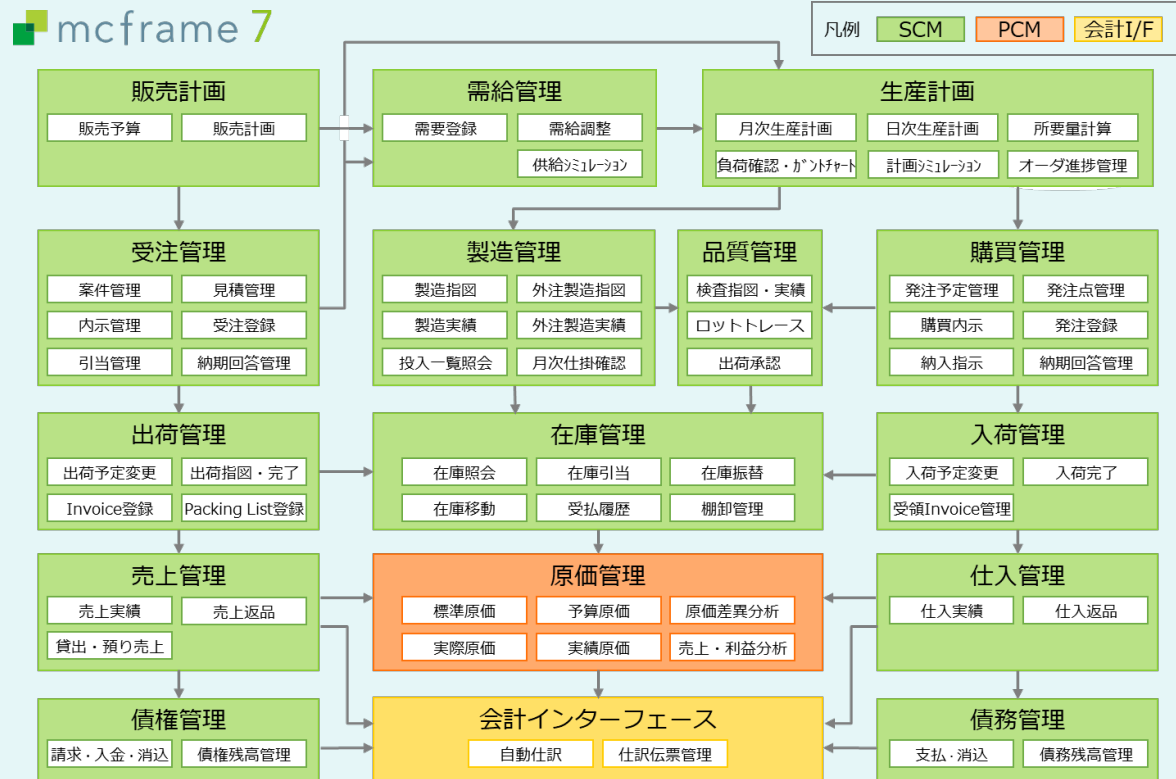 mcframe 7
凡例 SCM PCM 会計I/F
販売計画
販売予算 販売計画
需給管理
需要登録 需給調整
供給ｼﾐｭﾚｰｼｮﾝ
生産計画
月次生産計画 日次生産計画 所要量計算
負荷確認・ｶﾞﾝﾄﾁｬｰﾄ 計画ｼﾐｭﾚｰｼｮﾝ オーダ進捗管理
受注管理
案件管理 見積管理
内示管理 受注登録
引当管理 納期回答管理
製造管理
製造指図 外注製造指図
製造実績 外注製造実績
投入一覧照会 月次仕掛確認
品質管理
検査指図・実績
ロットトレース
出荷承認
購買管理
発注予定管理 発注点管理
購買内示 発注登録
納入指示 納期回答管理
出荷管理
出荷予定変更 出荷指図・完了
Invoice登録 Packing List登録
在庫管理
在庫照会 在庫引当 在庫振替
在庫移動 受払履歴 棚卸管理
入荷管理
入荷予定変更 入荷完了
受領Invoice管理
売上管理
売上実績 売上返品
貸出・預り売上
原価管理
標準原価 予算原価 原価差異分析
実際原価 実績原価 売上・利益分析
仕入管理
仕入実績 仕入返品
債権管理
請求・入金・消込 債権残高管理
会計インターフェース
自動仕訳 仕訳伝票管理
債務管理
支払・消込 債務残高管理